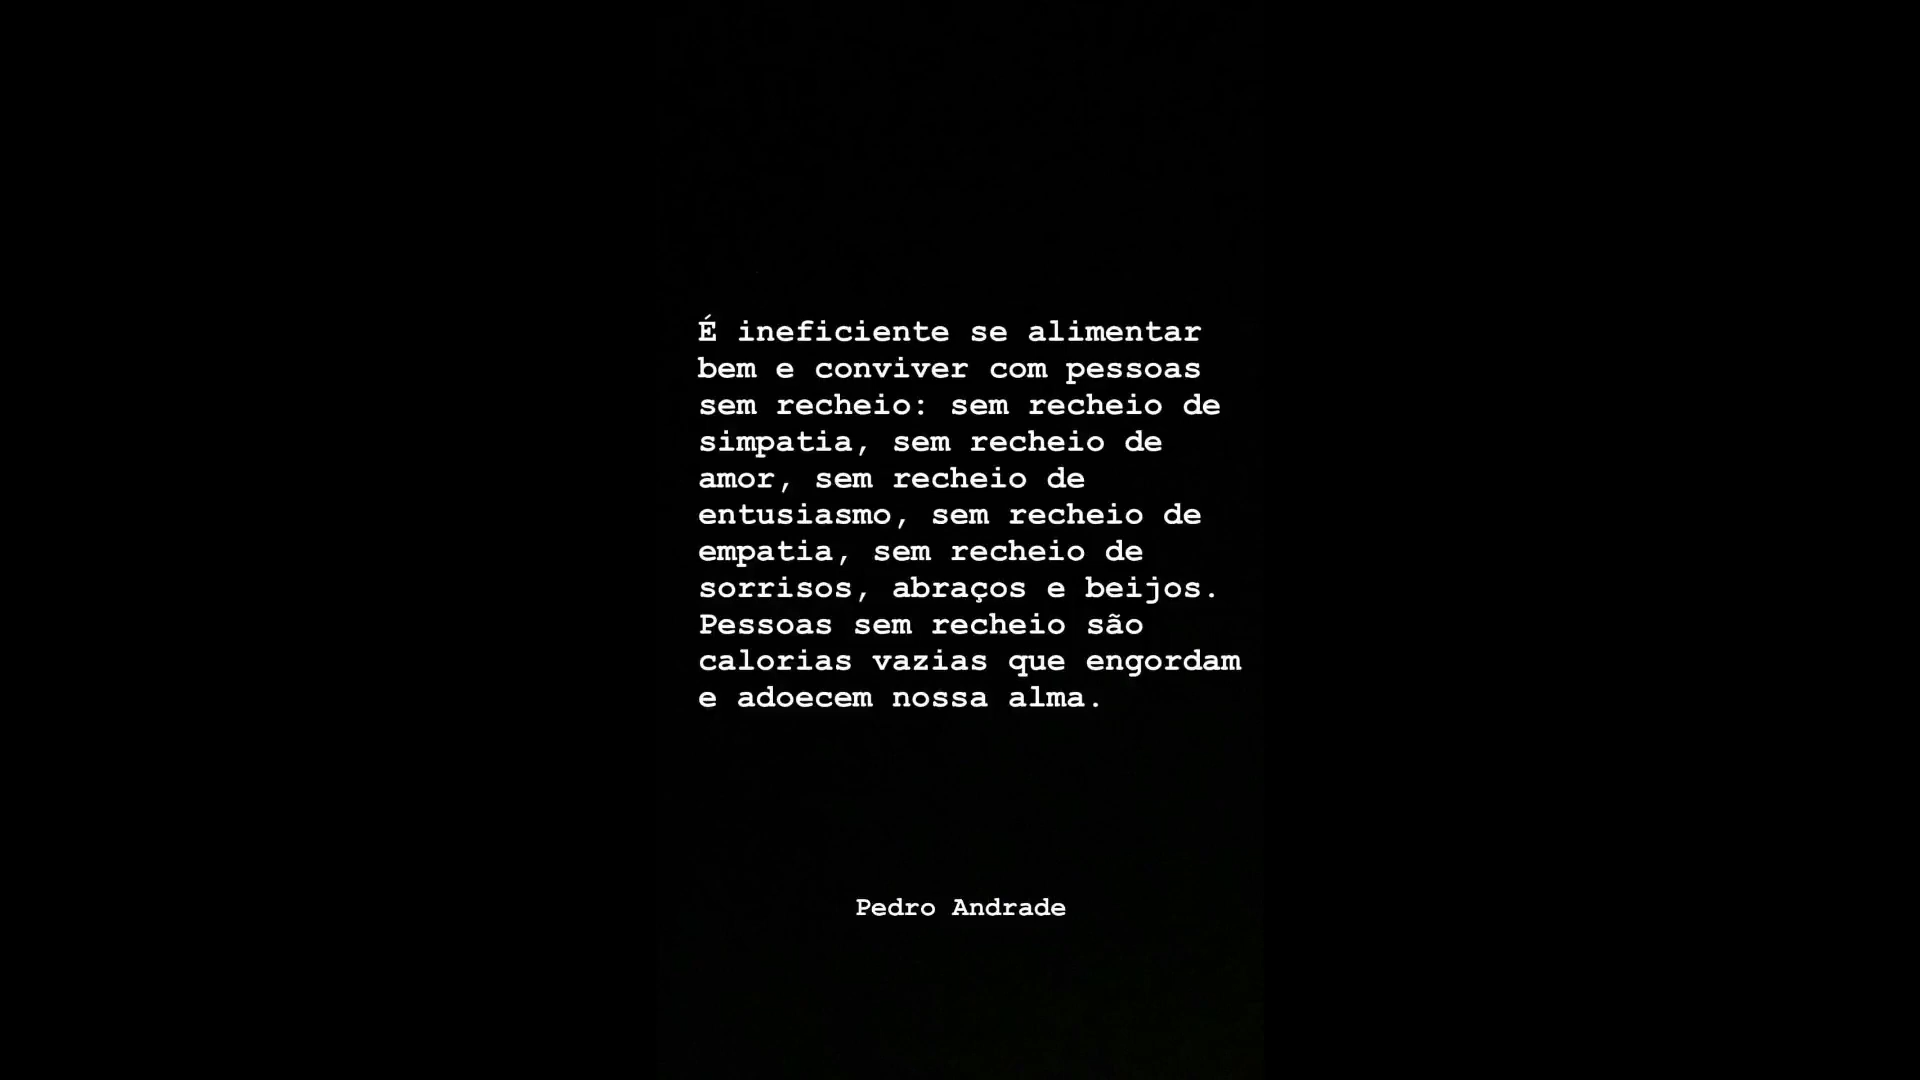 É ineficiente se alimentar
bem e conviver com pessoas
sem recheio: sem recheio de
simpatia, sem recheio de
amor, sem recheio de
entusiasmo, sem recheio de
empatia, sem recheio de
sorrisos, abraços e beijos.
Pessoas sem recheio são
calorias vazias que engordam
e adoecem nossa alma.
Pedro Andrade